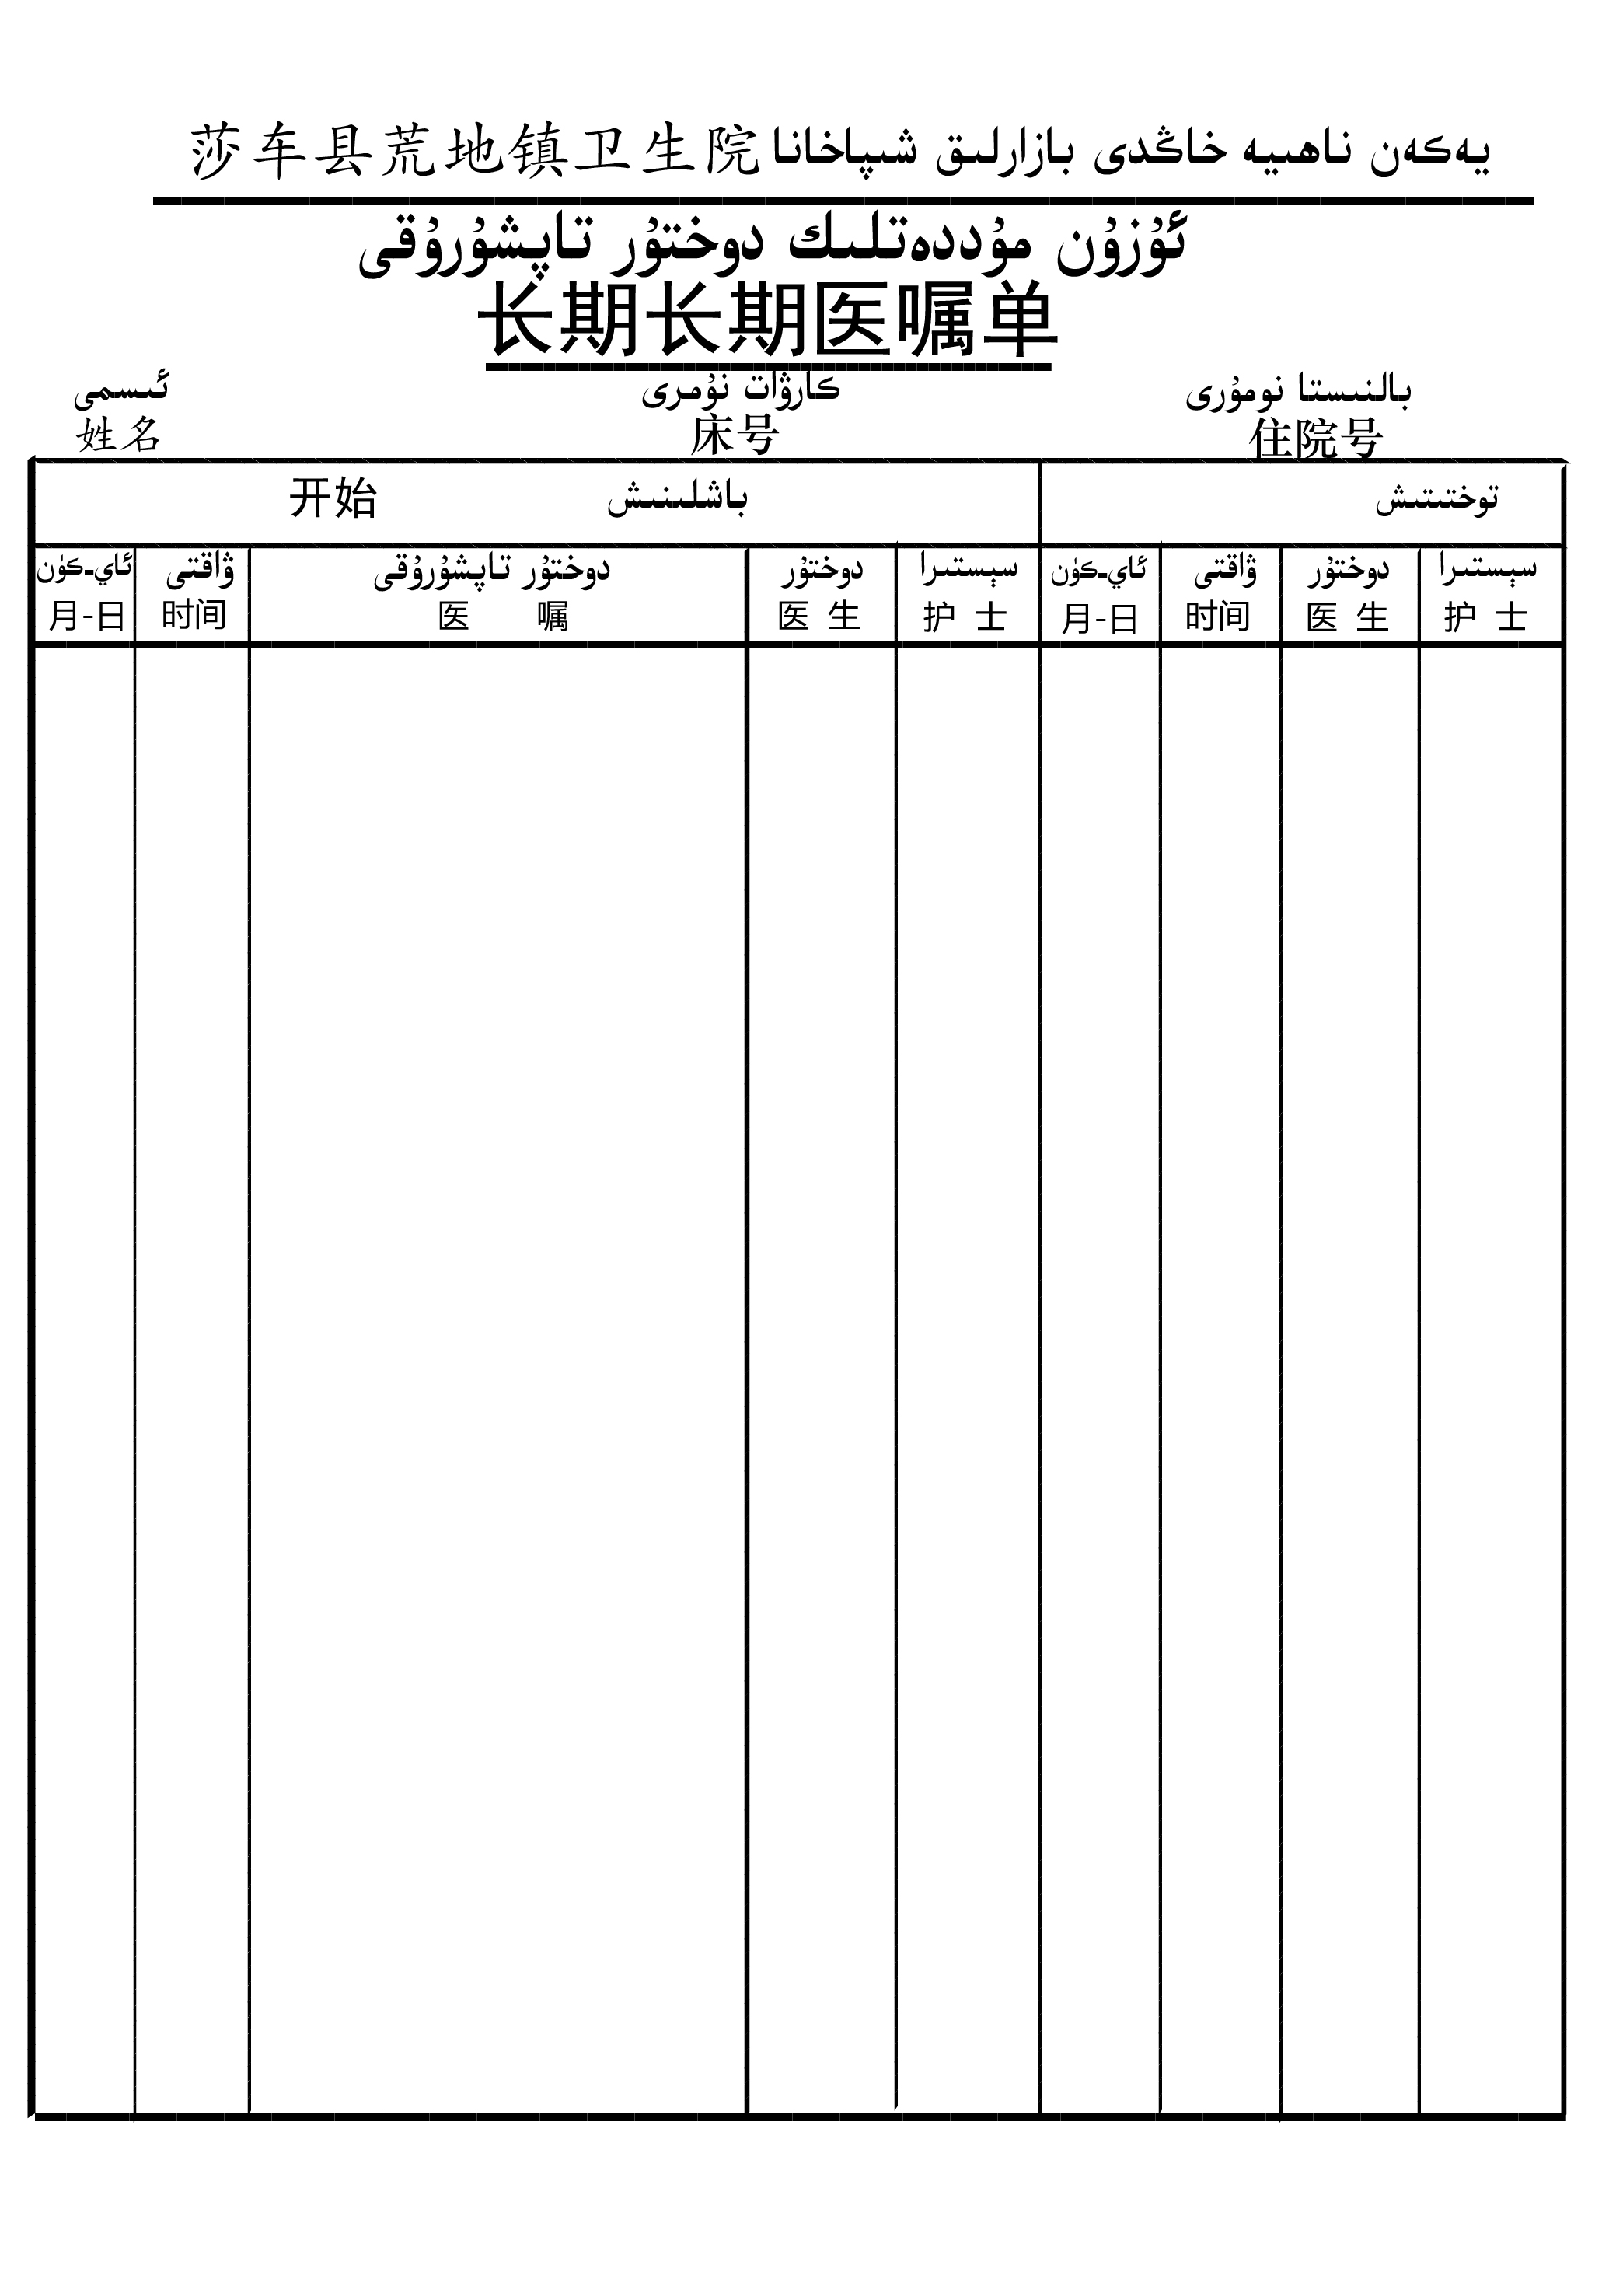 莎车县荒地镇卫生院 يەكەن ناھىيە خاڭدى بازارلىق شىپاخانا
ئۇزۇن مۇددەتلىك دوختۇر تاپشۇرۇقى
长期长期医嘱单
ئىسمى كارۋات نۇمرى بالنىستا نومۇرى
姓名 床号 住院号
开始 باشلىنىش توختىتىش
ئاي-كۈن ۋاقتى دوختۇر تاپشۇرۇقى دوختۇر سېستىرا ئاي-كۈن ۋاقتى دوختۇر سېستىرا
月-日 时间 医 嘱 医 生 护 士 月-日 时间 医 生 护 士